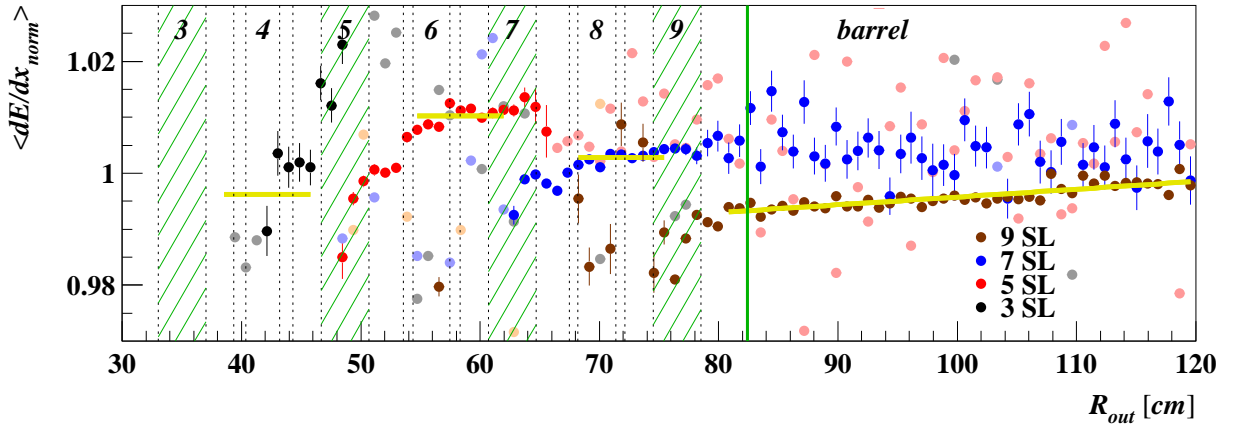 <dE/dx_norm>
1.02
1
0.98
3 4 5 6 7 8 9 barrel
9 SL
7 SL
5 SL
3 SL
30 40 50 60 70 80 90 100 110 120
R_out [cm]